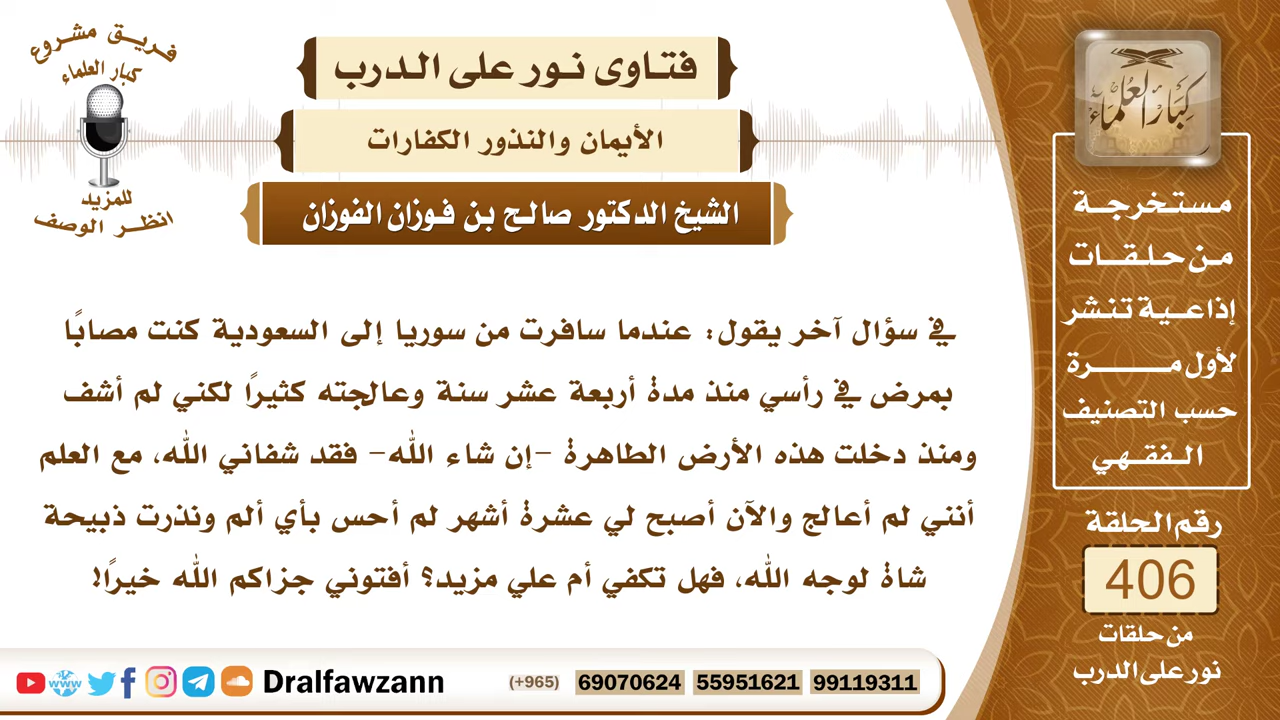 فريق مشروع
كبار العلماء
للمزيد
انظر الوصف
فتاوى نور على الدرب
الأيمان والنذور الكفارات
الشيخ الدكتور صالح بن فوزان الفوزان
في سؤال آخر يقول: عندما سافرت من سوريا إلى السعودية كنت مصابًا
بمرض في رأسي منذ مدة أربعة عشر سنة وعالجته كثيرًا لكني لم أشف
ومنذ دخلت هذه الأرض الطاهرة -إن شاء الله- فقد شفاني الله، مع العلم
أنني لم أعالج والآن أصبح لي عشرة أشهر لم أحس بأي ألم ونذرت ذبيحة
شاة لوجه الله، فهل تكفي أم علي مزيد؟ أفتوني جزاكم الله خيرًا!
كبار العلماء
مستخرجة
من حلقات
إذاعية تنشر
لأول مرة
حسب التصنيف
الفقهي
رقم الحلقة
406
من حلقات
نور على الدرب
www
Dralfawzann
(+965) 69070624 55951621 99119311